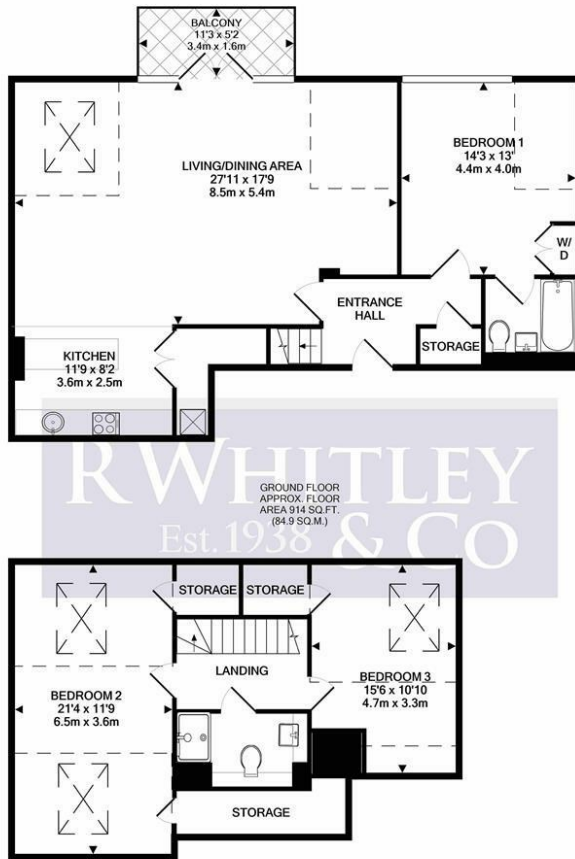 BALCONY
11'3 x 5'2
3.4m x 1.6m
LIVING/DINING AREA
27'11 x 17'9
8.5m x 5.4m
BEDROOM 1
14'3 x 13'
4.4m x 4.0m
W/
D
ENTRANCE
HALL
STORAGE
KITCHEN
11'9 x 8'2
3.6m x 2.5m
R WHITLEY
Est. 1938 & CO
GROUND FLOOR
APPROX. FLOOR
AREA 914 SQ.FT.
(84.9 SQ.M.)
STORAGE
STORAGE
LANDING
BEDROOM 2
21'4 x 11'9
6.5m x 3.6m
BEDROOM 3
15'6 x 10'10
4.7m x 3.3m
STORAGE